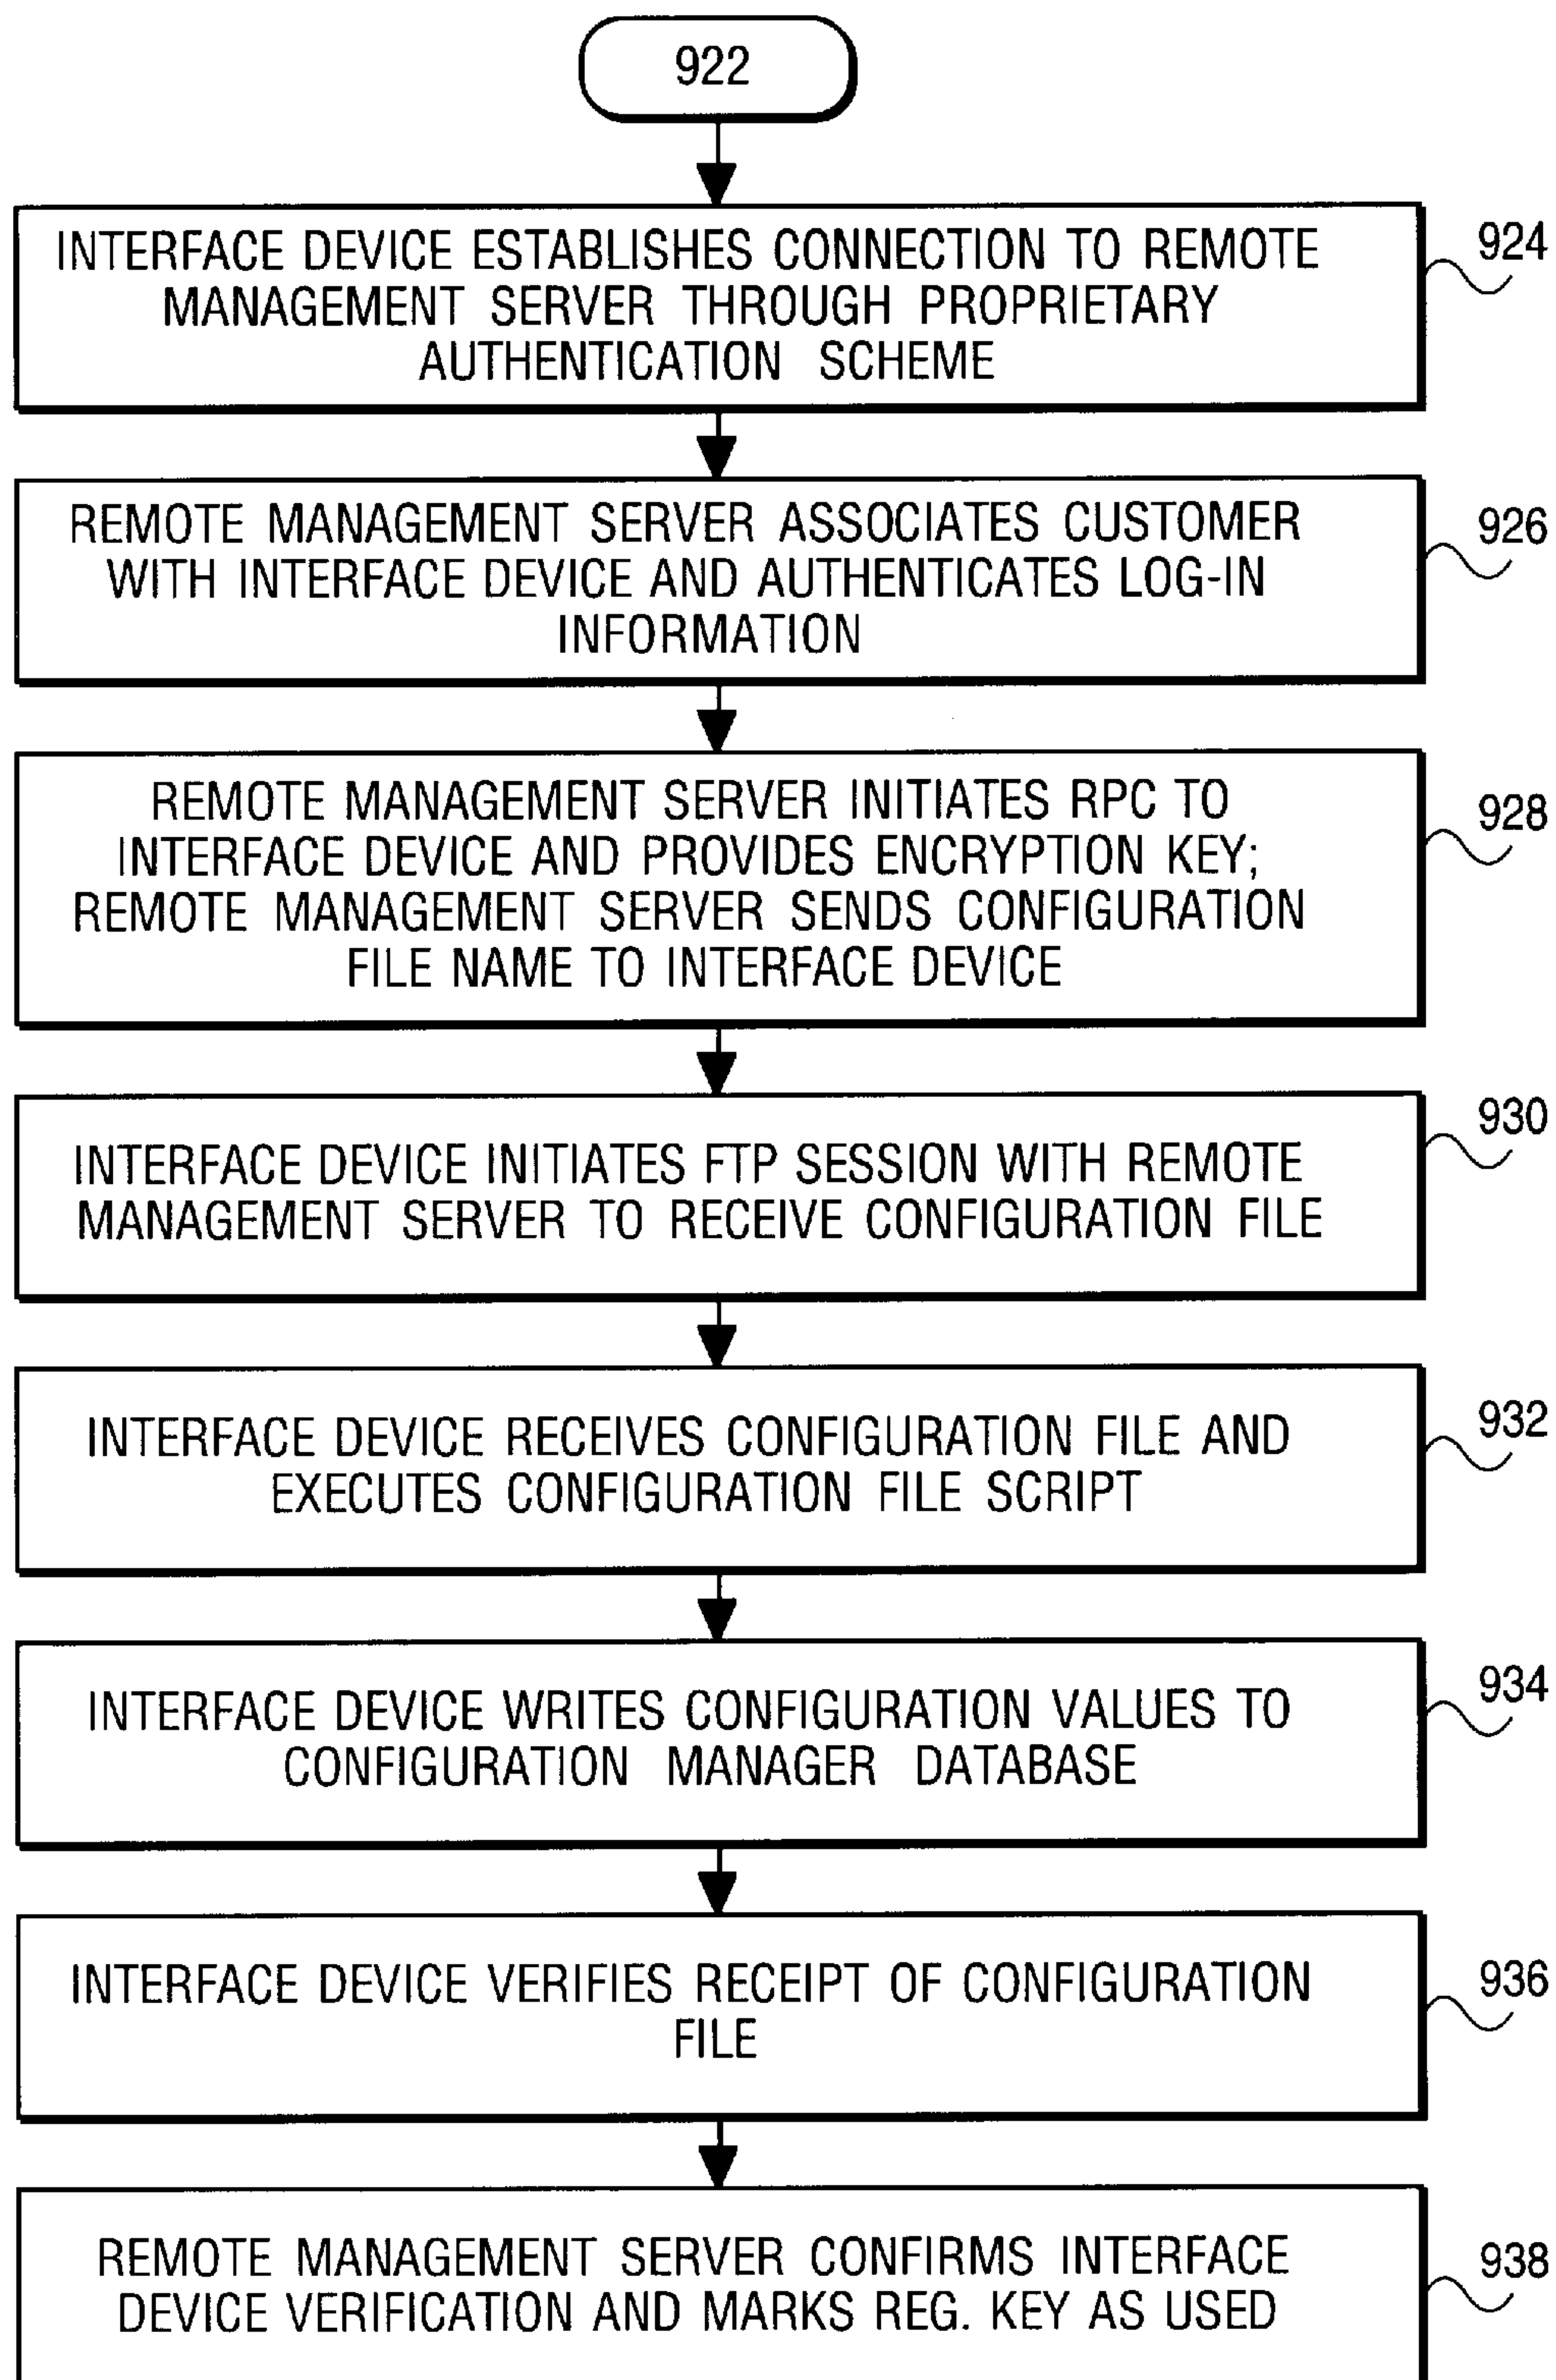 922
INTERFACE DEVICE ESTABLISHES CONNECTION TO REMOTE
MANAGEMENT SERVER THROUGH PROPRIETARY
AUTHENTICATION SCHEME
924
REMOTE MANAGEMENT SERVER ASSOCIATES CUSTOMER
WITH INTERFACE DEVICE AND AUTHENTICATES LOG-IN
INFORMATION
926
REMOTE MANAGEMENT SERVER INITIATES RPC TO
INTERFACE DEVICE AND PROVIDES ENCRYPTION KEY;
REMOTE MANAGEMENT SERVER SENDS CONFIGURATION
FILE NAME TO INTERFACE DEVICE
928
INTERFACE DEVICE INITIATES FTP SESSION WITH REMOTE
MANAGEMENT SERVER TO RECEIVE CONFIGURATION FILE
930
INTERFACE DEVICE RECEIVES CONFIGURATION FILE AND
EXECUTES CONFIGURATION FILE SCRIPT
932
INTERFACE DEVICE WRITES CONFIGURATION VALUES TO
CONFIGURATION MANAGER DATABASE
934
INTERFACE DEVICE VERIFIES RECEIPT OF CONFIGURATION
FILE
936
REMOTE MANAGEMENT SERVER CONFIRMS INTERFACE
DEVICE VERIFICATION AND MARKS REG. KEY AS USED
938